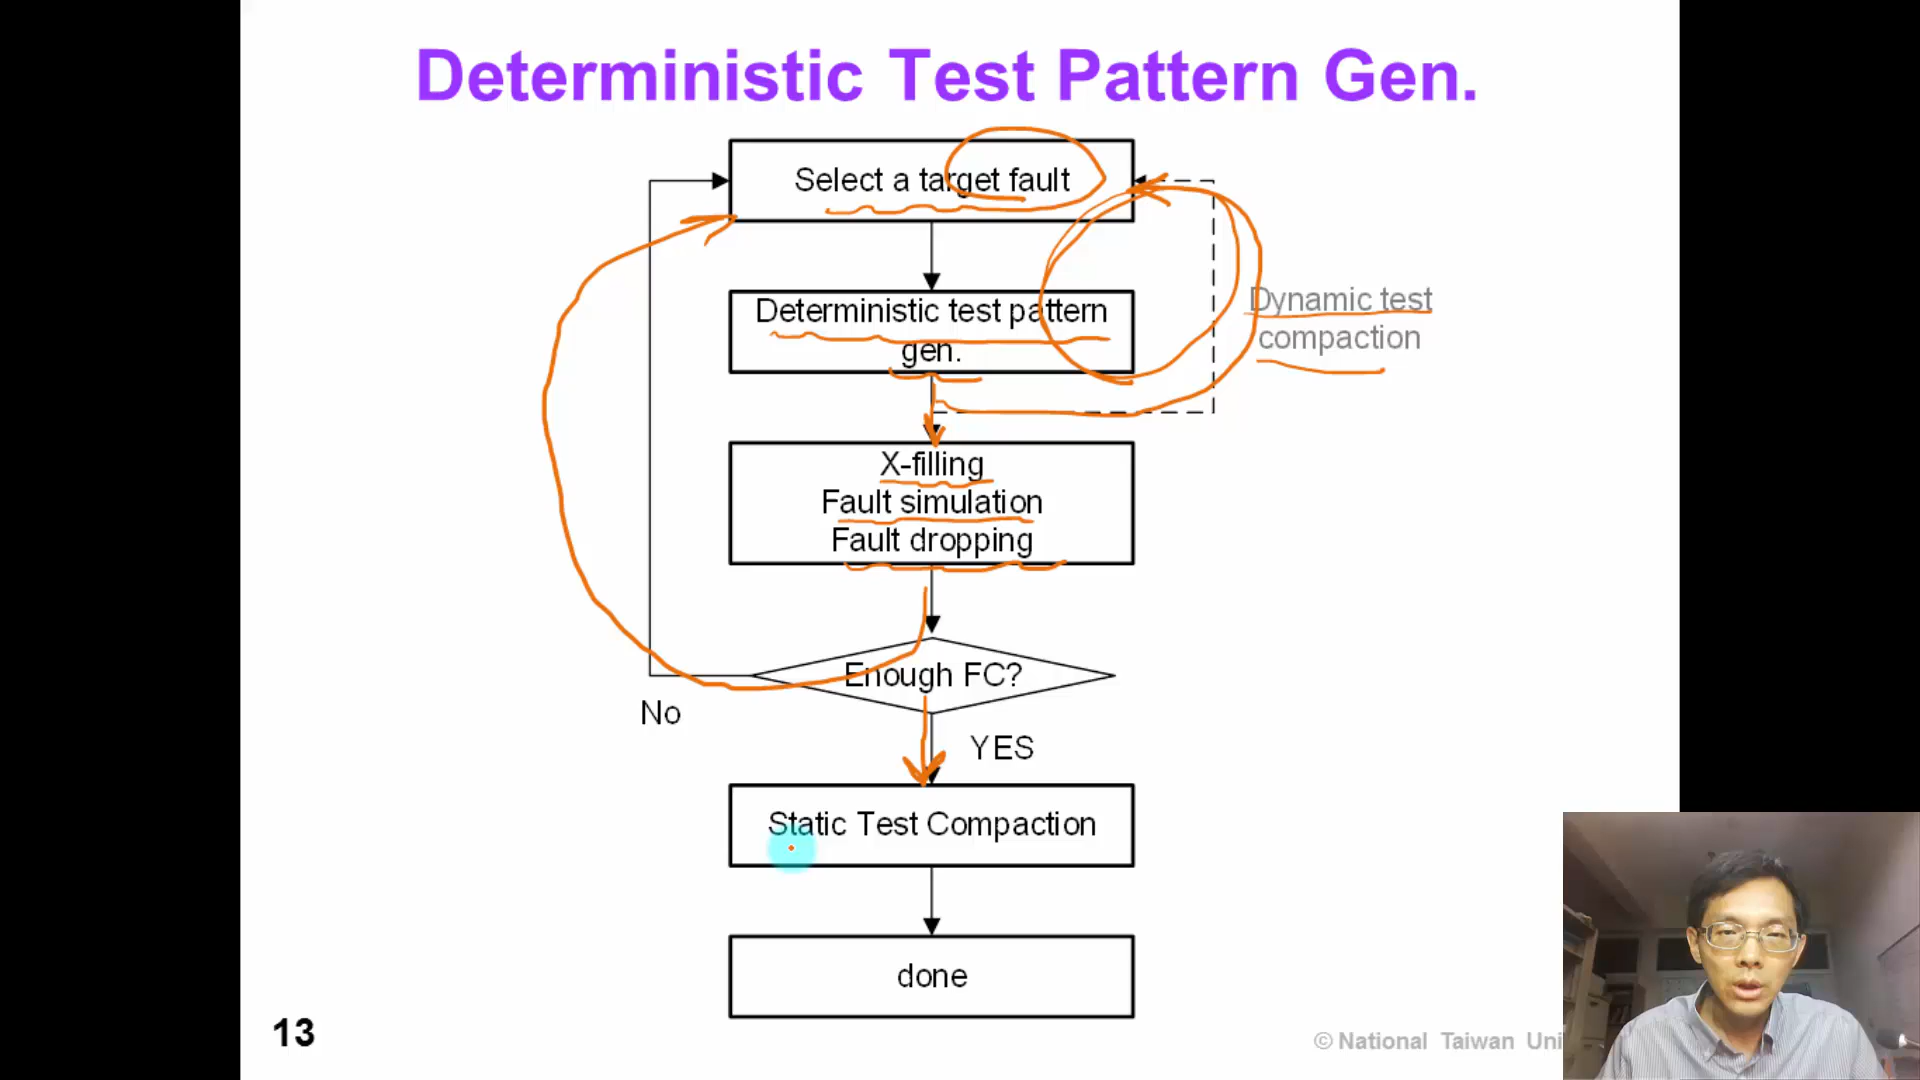 Deterministic Test Pattern Gen.
Select a target fault
Deterministic test pattern
gen.
Dynamic test
compaction
X-filling
Fault simulation
Fault dropping
Enough FC?
No
YES
Static Test Compaction
done
13
© National Taiwan Uni